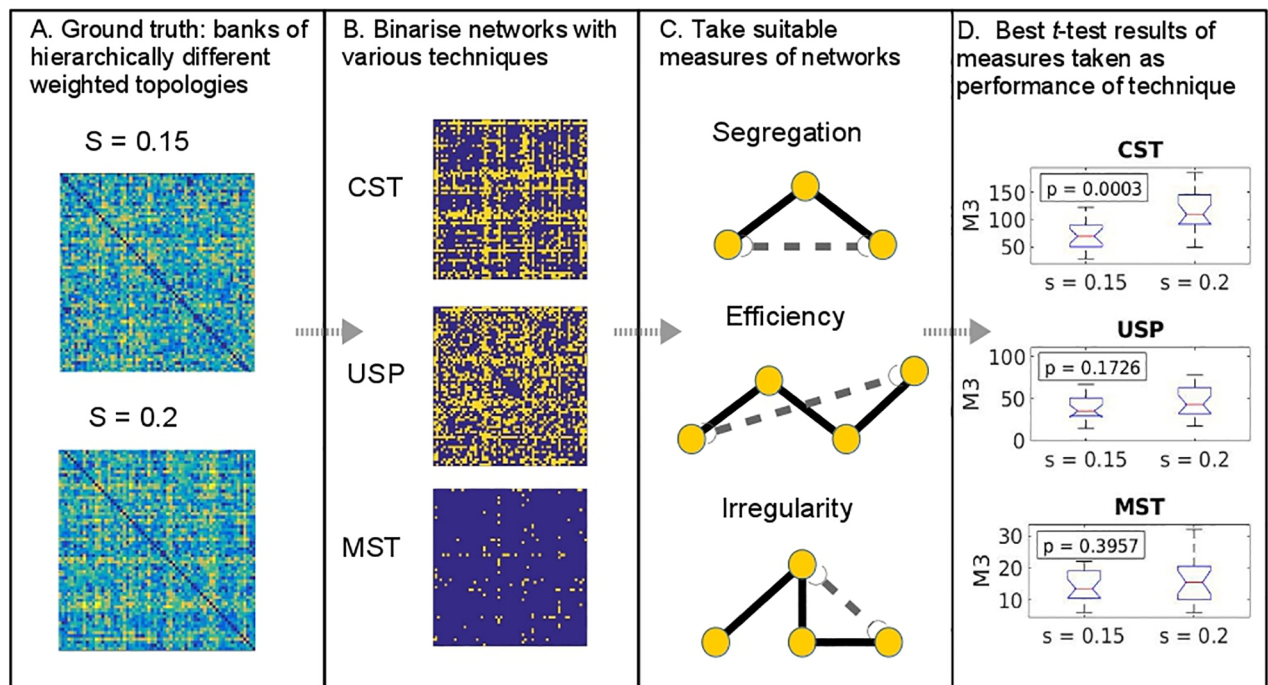 A. Ground truth: banks of
hierarchically different
weighted topologies
S = 0.15
S = 0.2
B. Binarise networks with
various techniques
CST
USP
MST
C. Take suitable
measures of networks
Segregation
Efficiency
Irregularity
D. Best t-test results of
measures taken as
performance of technique
CST
p = 0.0003
M3
150
100
50
s = 0.15 s = 0.2
USP
p = 0.1726
M3
100
50
0
s = 0.15 s = 0.2
MST
p = 0.3957
M3
30
20
10
s = 0.15 s = 0.2